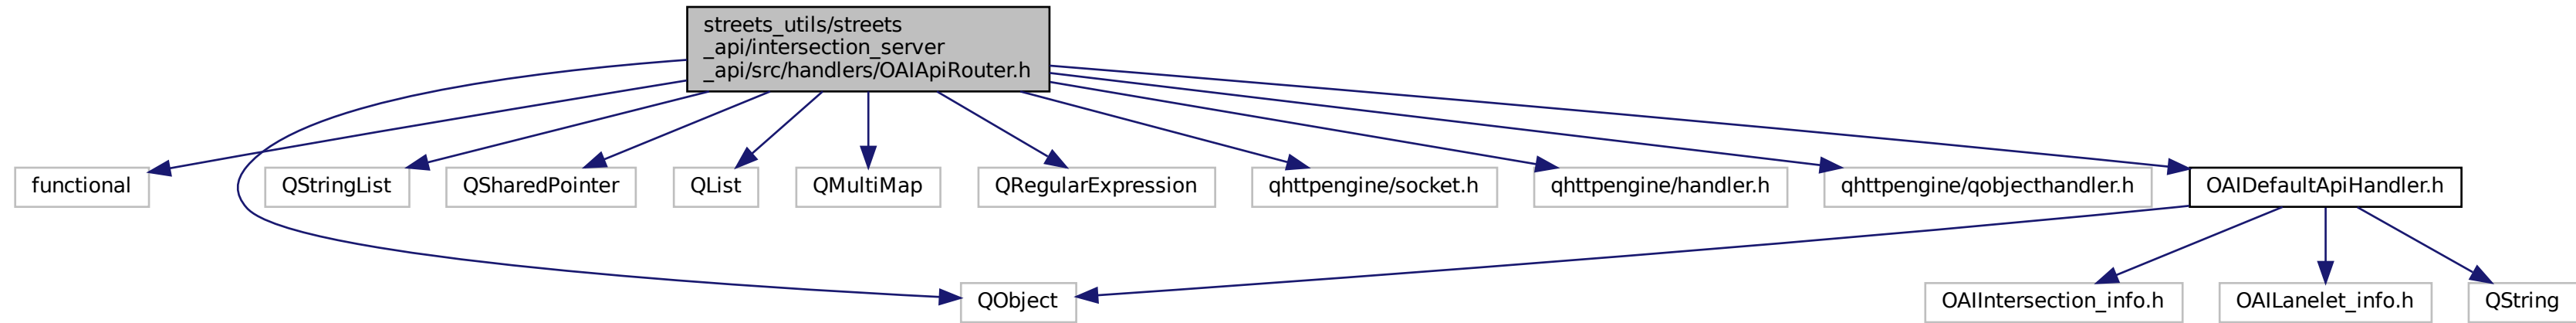 streets_utils/streets
_api/intersection_server
_api/src/handlers/OAIApiRouter.h
functional
QStringList
QSharedPointer
QList
QMultiMap
QRegularExpression
qhttpengine/socket.h
qhttpengine/handler.h
qhttpengine/qobjecthandler.h
OAIDefaultApiHandler.h
QObject
OAIIntersection_info.h
OAILanelet_info.h
QString